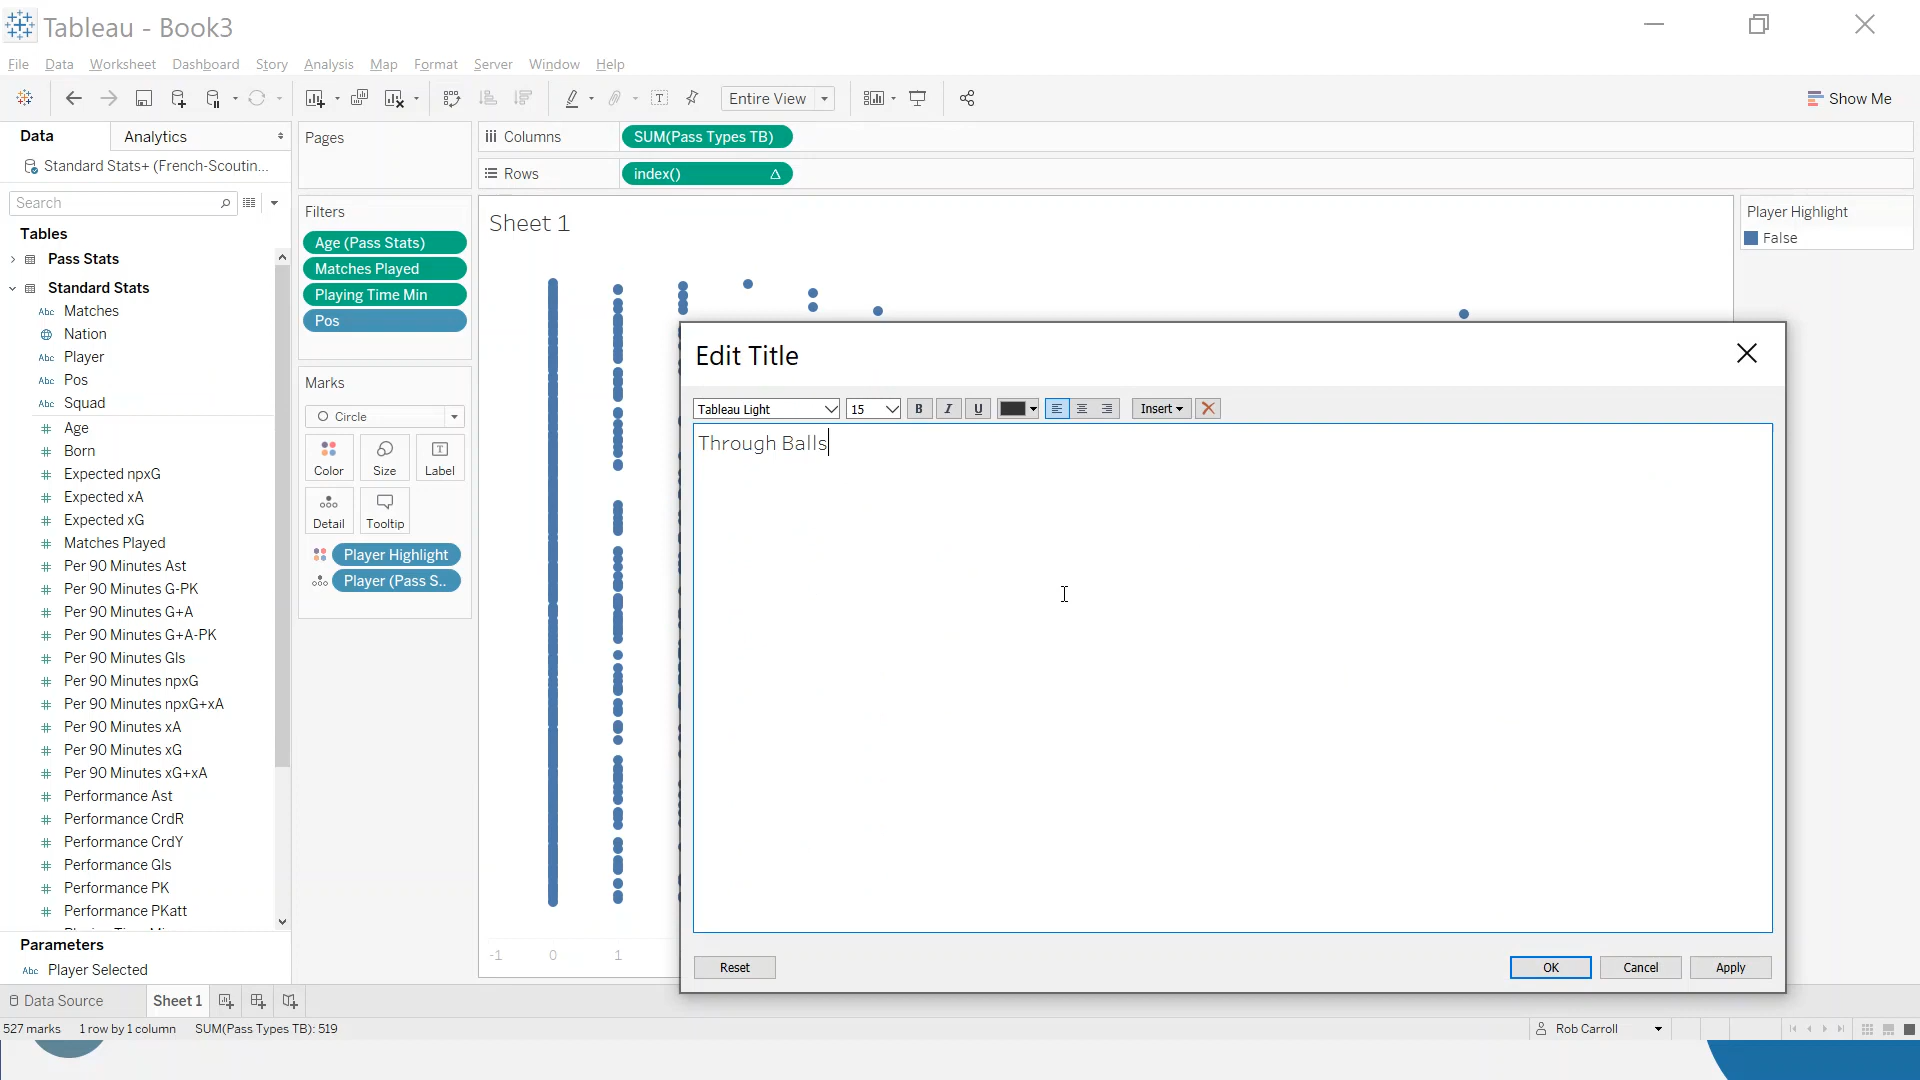 Tableau - Book3
File Data Worksheet Dashboard Story Analysis Map Format Server Window Help
Entire View
Show Me
Data Analytics
Standard Stats+ (French-Scoutin...
Search
Tables
Pass Stats
Standard Stats
Abc Matches
Nation
Abc Player
Abc Pos
Abc Squad
# Age
# Born
# Expected npxG
# Expected xA
# Expected xG
# Matches Played
# Per 90 Minutes Ast
# Per 90 Minutes G-PK
# Per 90 Minutes G+A
# Per 90 Minutes G+A-PK
# Per 90 Minutes Gls
# Per 90 Minutes npxG
# Per 90 Minutes npxG+xA
# Per 90 Minutes xA
# Per 90 Minutes xG
# Per 90 Minutes xG+xA
# Performance Ast
# Performance CrdR
# Performance CrdY
# Performance Gls
# Performance PK
# Performance PKatt
Parameters
Abc Player Selected
Pages
Filters
Age (Pass Stats)
Matches Played
Playing Time Min
Pos
Marks
Circle
Color Size Label
Detail Tooltip
Player Highlight
Player (Pass S..
Columns SUM(Pass Types TB)
Rows index() Δ
Sheet 1
-1 0 1
Player Highlight
False
Edit Title
Tableau Light 15 B I U Insert
Through Balls
Reset OK Cancel Apply
Data Source Sheet 1
527 marks 1 row by 1 column SUM(Pass Types TB): 519
Rob Carroll